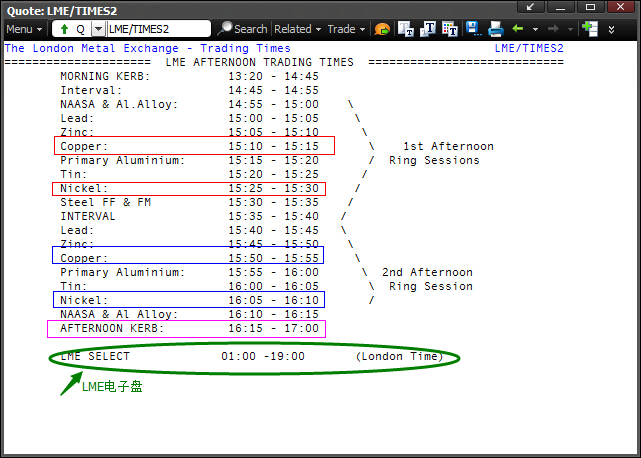 Quote: LME/TIMES2
Menu Q LME/TIMES2 Search Related Trade
The London Metal Exchange - Trading Times LME/TIMES2
===================== LME AFTERNOON TRADING TIMES ============================
MORNING KERB: 13:20 - 14:45
Interval: 14:45 - 14:55
NAASA & Al.Alloy: 14:55 - 15:00 \
Lead: 15:00 - 15:05 \
Zinc: 15:05 - 15:10 \
Copper: 15:10 - 15:15 \ 1st Afternoon
Primary Aluminium: 15:15 - 15:20 / Ring Sessions
Tin: 15:20 - 15:25 /
Nickel: 15:25 - 15:30 /
Steel FF & FM 15:30 - 15:35 /
INTERVAL 15:35 - 15:40 /
Lead: 15:40 - 15:45 \
Zinc: 15:45 - 15:50 \
Copper: 15:50 - 15:55 \
Primary Aluminium: 15:55 - 16:00 \ 2nd Afternoon
Tin: 16:00 - 16:05 \ Ring Session
Nickel: 16:05 - 16:10 /
NAASA & Al Alloy: 16:10 - 16:15
AFTERNOON KERB: 16:15 - 17:00
LME SELECT 01:00 -19:00 (London Time)
LME电子盘